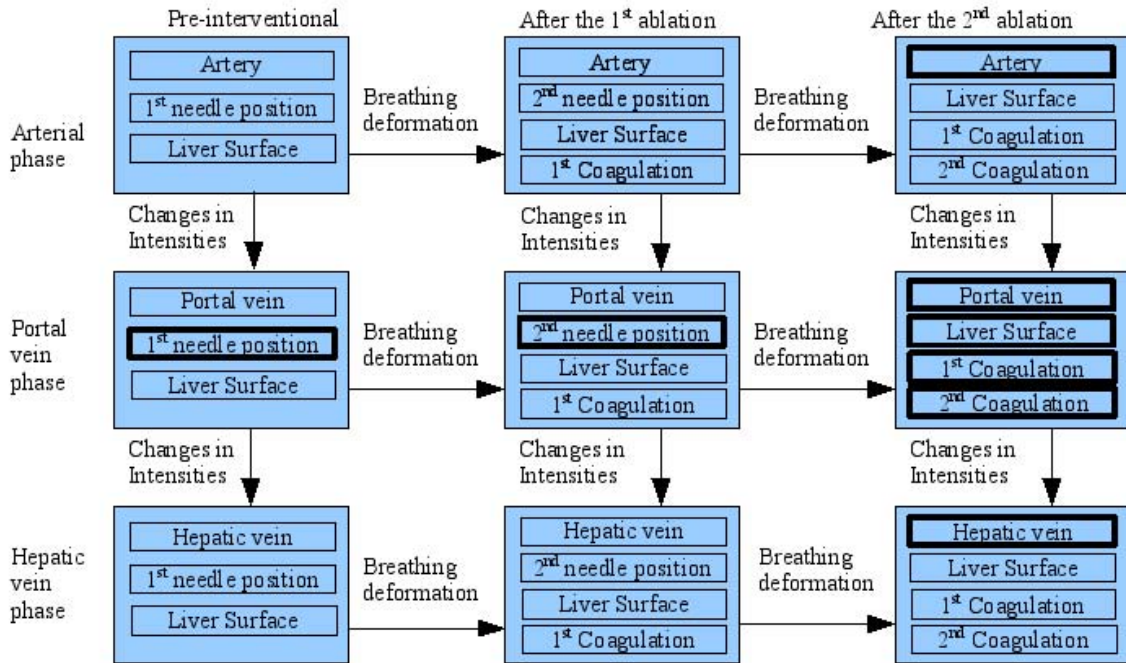 Pre-interventional
After the 1st ablation
After the 2nd ablation
Arterial
phase
Artery
1st needle position
Liver Surface
Breathing
deformation
Artery
2nd needle position
Liver Surface
1st Coagulation
Breathing
deformation
Artery
Liver Surface
1st Coagulation
2nd Coagulation
Changes in
Intensities
Changes in
Intensities
Changes in
Intensities
Portal
vein
phase
Portal vein
1st needle position
Liver Surface
Breathing
deformation
Portal vein
2nd needle position
Liver Surface
1st Coagulation
Breathing
deformation
Portal vein
Liver Surface
1st Coagulation
2nd Coagulation
Changes in
Intensities
Changes in
Intensities
Changes in
Intensities
Hepatic
vein
phase
Hepatic vein
1st needle position
Liver Surface
Breathing
deformation
Hepatic vein
2nd needle position
Liver Surface
1st Coagulation
Breathing
deformation
Hepatic vein
Liver Surface
1st Coagulation
2nd Coagulation